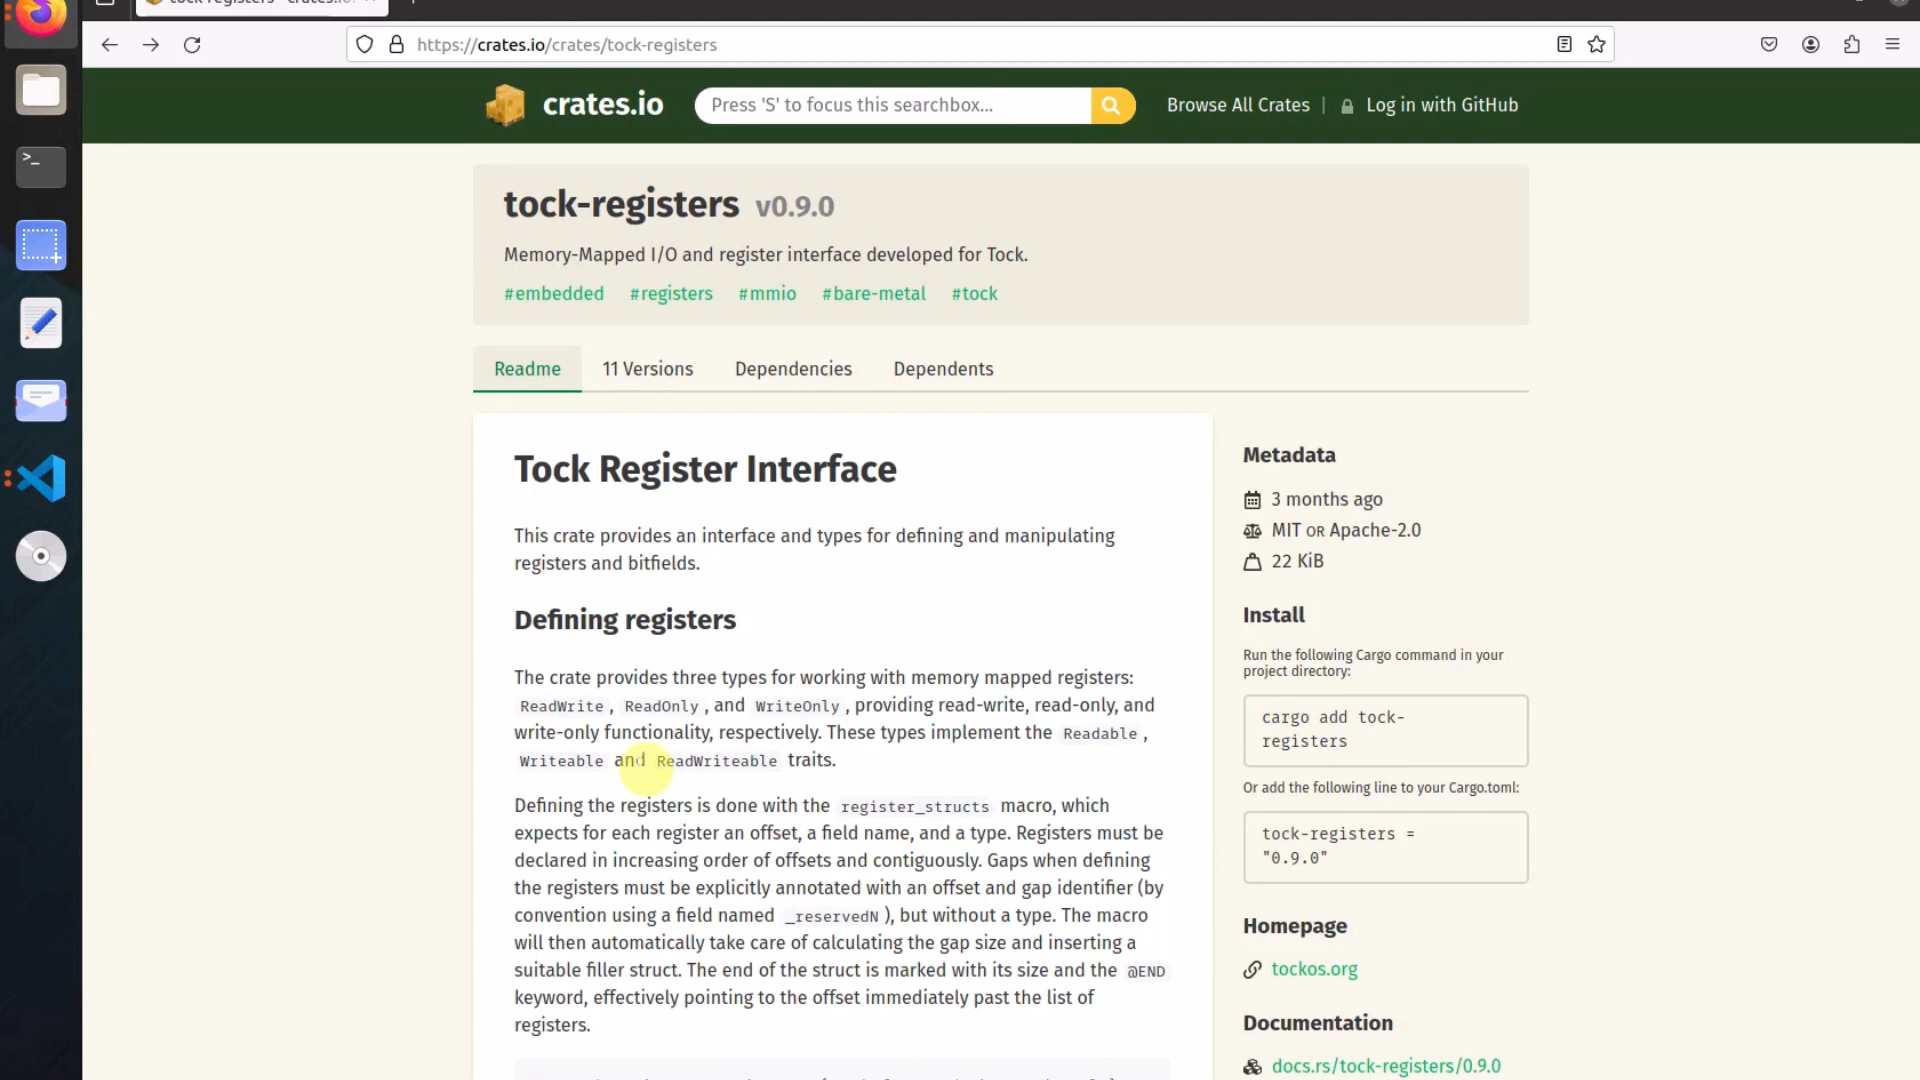 tock-registers - crates.io:
https://crates.io/crates/tock-registers
crates.io
Press 'S' to focus this searchbox...
Browse All Crates | Log in with GitHub
tock-registers v0.9.0
Memory-Mapped I/O and register interface developed for Tock.
#embedded #registers #mmio #bare-metal #tock
Readme 11 Versions Dependencies Dependents
Tock Register Interface
This crate provides an interface and types for defining and manipulating
registers and bitfields.
Defining registers
The crate provides three types for working with memory mapped registers:
ReadWrite, ReadOnly, and WriteOnly, providing read-write, read-only, and
write-only functionality, respectively. These types implement the Readable,
Writeable and ReadWriteable traits.
Defining the registers is done with the register_structs macro, which
expects for each register an offset, a field name, and a type. Registers must be
declared in increasing order of offsets and contiguously. Gaps when defining
the registers must be explicitly annotated with an offset and gap identifier (by
convention using a field named _reservedN), but without a type. The macro
will then automatically take care of calculating the gap size and inserting a
suitable filler struct. The end of the struct is marked with its size and the @END
keyword, effectively pointing to the offset immediately past the list of
registers.
Metadata
3 months ago
MIT OR Apache-2.0
22 KiB
Install
Run the following Cargo command in your
project directory:
cargo add tock-
registers
Or add the following line to your Cargo.toml:
tock-registers =
"0.9.0"
Homepage
tockos.org
Documentation
docs.rs/tock-registers/0.9.0